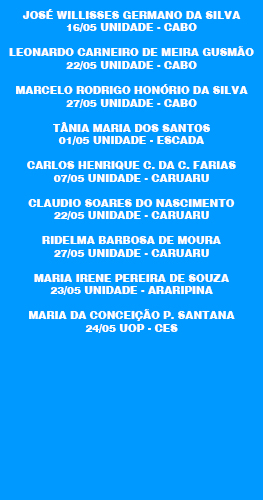 JOSÉ WILLISSES GERMANO DA SILVA
16/05 UNIDADE - CABO
LEONARDO CARNEIRO DE MEIRA GUSMÃO
22/05 UNIDADE - CABO
MARCELO RODRIGO HONÓRIO DA SILVA
27/05 UNIDADE - CABO
TÂNIA MARIA DOS SANTOS
01/05 UNIDADE - ESCADA
CARLOS HENRIQUE C. DA C. FARIAS
07/05 UNIDADE - CARUARU
CLAUDIO SOARES DO NASCIMENTO
22/05 UNIDADE - CARUARU
RIDELMA BARBOSA DE MOURA
27/05 UNIDADE - CARUARU
MARIA IRENE PEREIRA DE SOUZA
23/05 UNIDADE - ARARIPINA
MARIA DA CONCEIÇÃO P. SANTANA
24/05 UOP - CES